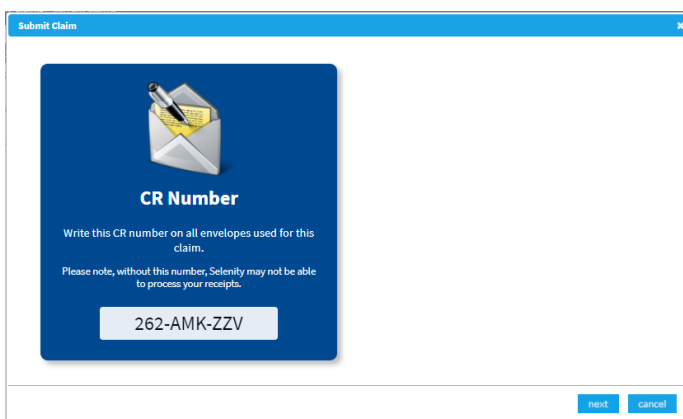 Submit Claim
CR Number
Write this CR number on all envelopes used for this
claim.
Please note, without this number, Selenity may not be able
to process your receipts.
262-AMK-ZZV
next cancel